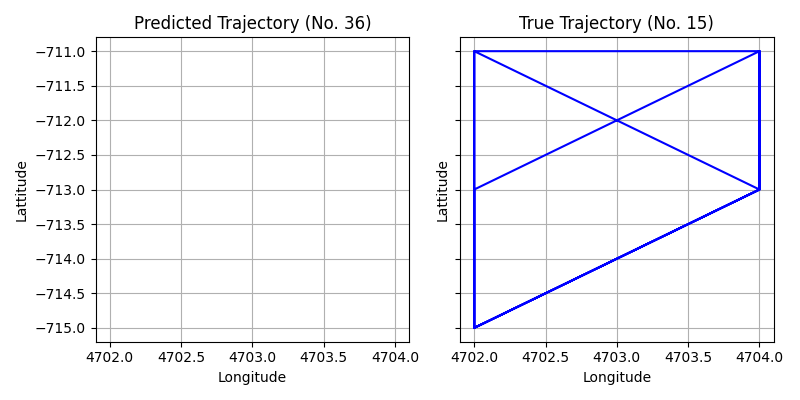 Predicted Trajectory (No. 36)
True Trajectory (No. 15)
Lattitude
−711.0
−711.5
−712.0
−712.5
−713.0
−713.5
−714.0
−714.5
−715.0
4702.0 4702.5 4703.0 4703.5 4704.0
Longitude
Lattitude
4702.0 4702.5 4703.0 4703.5 4704.0
Longitude